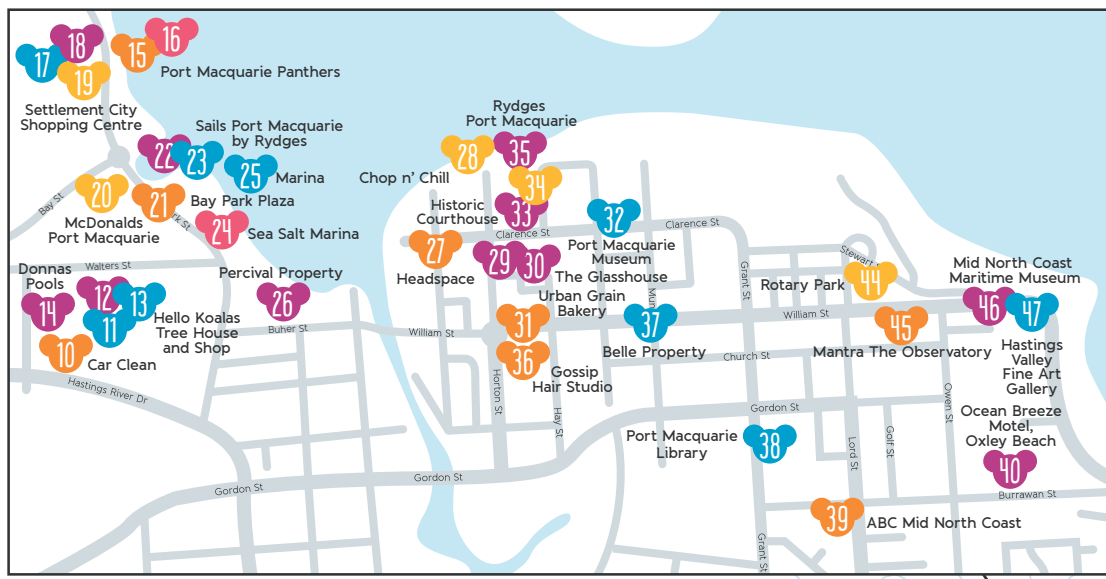 18
17
19
15
16
Port Macquarie Panthers
Settlement City
Shopping Centre
Sails Port Macquarie
by Rydges
22
23
25
Marina
Bay St
20
21
Bay Park Plaza
McDonalds
Port Macquarie
rk St
24
Sea Salt Marina
Walters St
Donnas
Pools
14
12
13
11
Hello Koalas
Tree House
and Shop
10
Car Clean
Hastings River Dr
Percival Property
26
Buher St
Rydges
Port Macquarie
28
35
Chop n' Chill
34
Historic
Courthouse
33
Clarence St
27
Headspace
29
30
32
Clarence St
Port Macquarie
Museum
The Glasshouse
Urban Grain
Bakery
31
William St
36
Gossip
Hair Studio
Horton St
Hay St
Mun
37
Belle Property
Grant St
William St
Church St
Gordon St
Gordon St
Gordon St
Port Macquarie
Library
38
Grant St
Stewart S
Rotary Park
44
45
Mantra The Observatory
Mid North Coast
Maritime Museum
46
47
Hastings
Valley
Fine Art
Gallery
Owen St
Lord St
Golf St
Ocean Breeze
Motel,
Oxley Beach
40
Burrawan St
39
ABC Mid North Coast